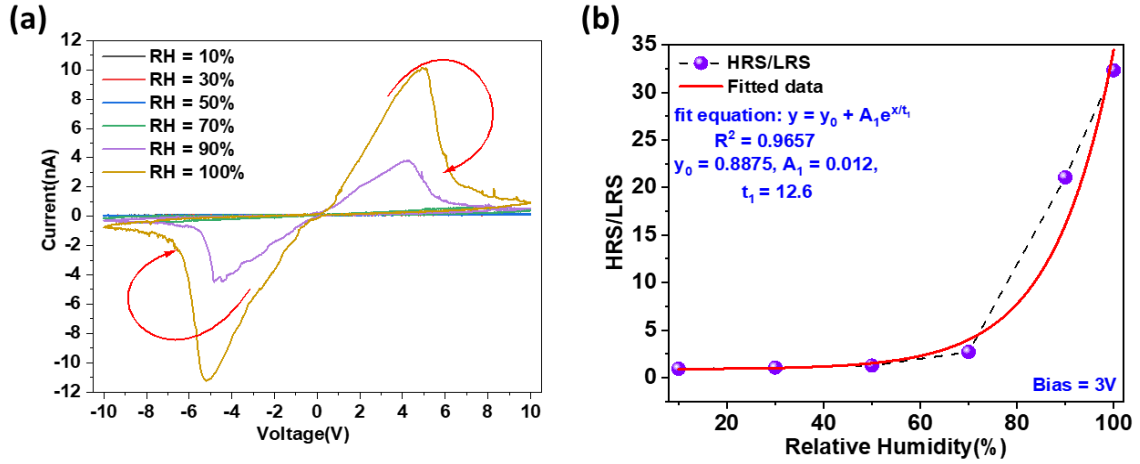 (a)
12
10
8
6
4
2
0
-2
-4
-6
-8
-10
-12
Current(nA)
RH = 10%
RH = 30%
RH = 50%
RH = 70%
RH = 90%
RH = 100%
-10 -8 -6 -4 -2 0 2 4 6 8 10
Voltage(V)
(b)
35
30
25
20
15
10
5
0
HRS/LRS
HRS/LRS
Fitted data
fit equation: y = y₀ + A₁e^x/t₁
R² = 0.9657
y₀ = 0.8875, A₁ = 0.012,
t₁ = 12.6
Bias = 3V
20 40 60 80 100
Relative Humidity(%)